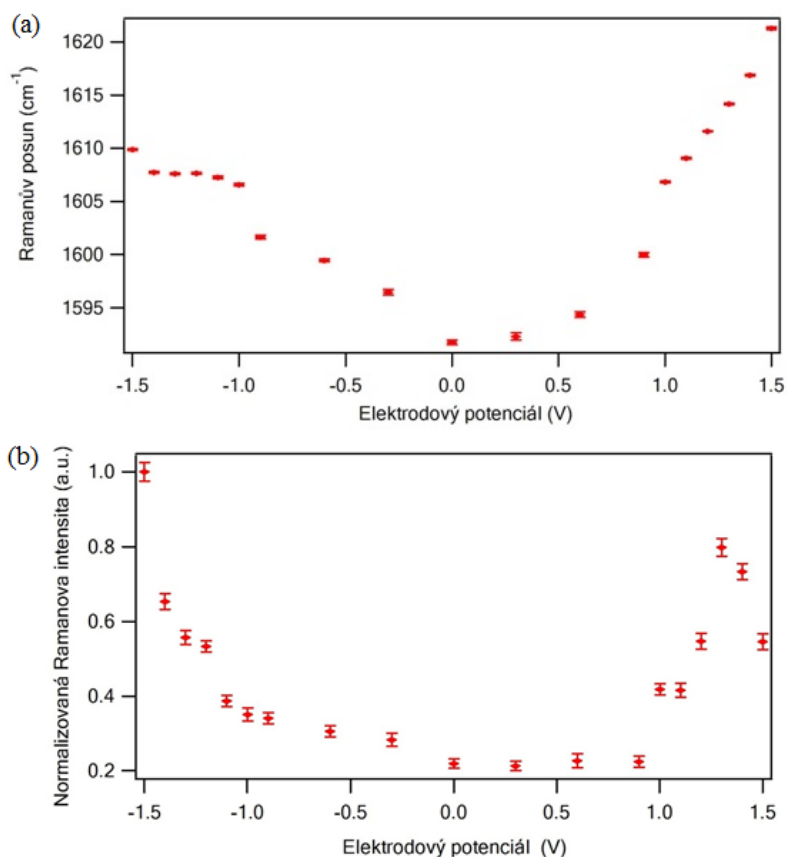 (a)
Ramanův posun (cm⁻¹)
1620
1615
1610
1605
1600
1595
-1.5 -1.0 -0.5 0.0 0.5 1.0 1.5
Elektrodový potenciál (V)
(b)
Normalizovaná Ramanova intensita (a.u.)
1.0
0.8
0.6
0.4
0.2
-1.5 -1.0 -0.5 0.0 0.5 1.0 1.5
Elektrodový potenciál (V)